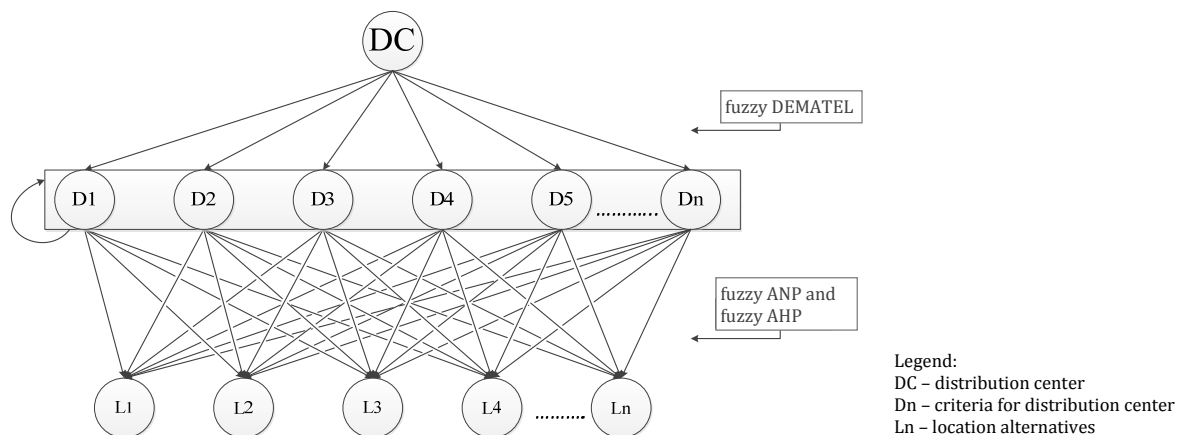 DC
fuzzy DEMATEL
D1 D2 D3 D4 D5 ............ Dn
fuzzy ANP and
fuzzy AHP
L1 L2 L3 L4 .......... Ln
Legend:
DC – distribution center
Dn – criteria for distribution center
Ln – location alternatives